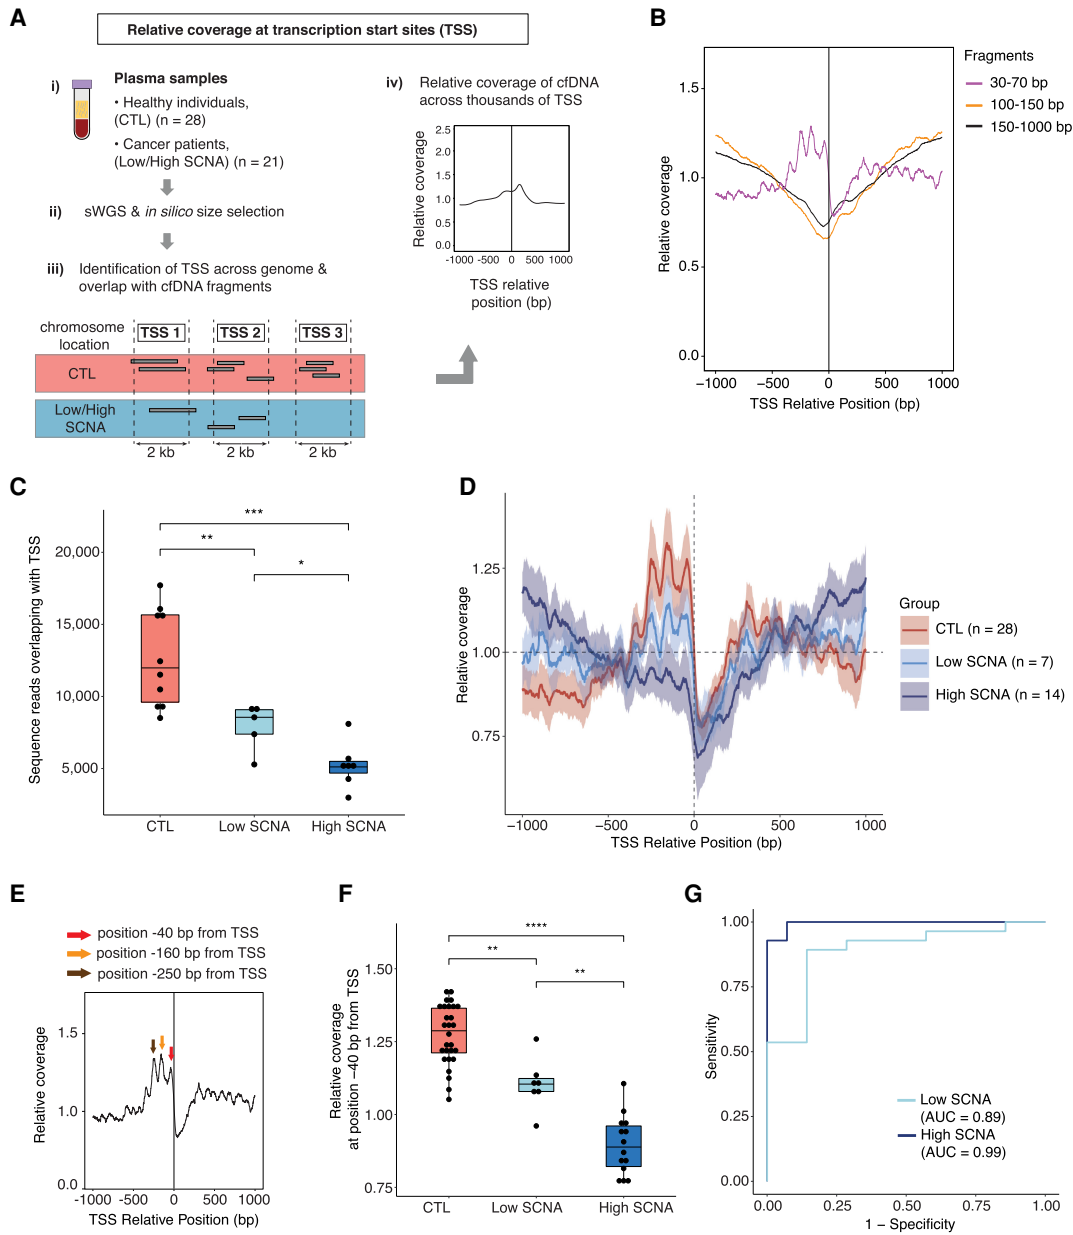 A
Relative coverage at transcription start sites (TSS)
i)
Plasma samples
• Healthy individuals,
(CTL) (n = 28)
• Cancer patients,
(Low/High SCNA) (n = 21)
ii)
sWGS & in silico size selection
iii)
Identification of TSS across genome &
overlap with cfDNA fragments
chromosome
location
TSS 1
TSS 2
TSS 3
CTL
Low/High
SCNA
2 kb
2 kb
2 kb
iv)
Relative coverage of cfDNA
across thousands of TSS
Relative coverage
2.5
2.0
1.5
1.0
0.5
0.0
-1000
-500
0
500
1000
TSS relative
position (bp)
B
Relative coverage
1.5
1.0
0.5
0.0
−1000
−500
0
500
1000
TSS Relative Position (bp)
Fragments
30-70 bp
100-150 bp
150-1000 bp
C
Sequence reads overlapping with TSS
20,000
15,000
10,000
5,000
***
**
*
CTL
Low SCNA
High SCNA
D
Relative coverage
1.25
1.00
0.75
−1000
−500
0
500
1000
TSS Relative Position (bp)
Group
CTL (n = 28)
Low SCNA (n = 7)
High SCNA (n = 14)
E
position -40 bp from TSS
position -160 bp from TSS
position -250 bp from TSS
Relative coverage
1.5
1.0
0.0
-1000
-500
0
500
1000
TSS Relative Position (bp)
F
Relative coverage
at position −40 bp from TSS
1.50
1.25
1.00
0.75
****
**
**
CTL
Low SCNA
High SCNA
G
Sensitivity
1.00
0.75
0.50
0.25
0.00
0.00
0.25
0.50
0.75
1.00
1 − Specificity
Low SCNA
(AUC = 0.89)
High SCNA
(AUC = 0.99)